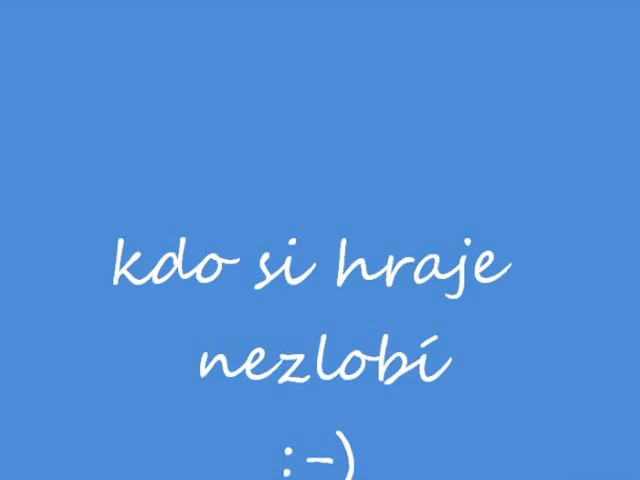 kdo si hraje
nezlobí
:-)